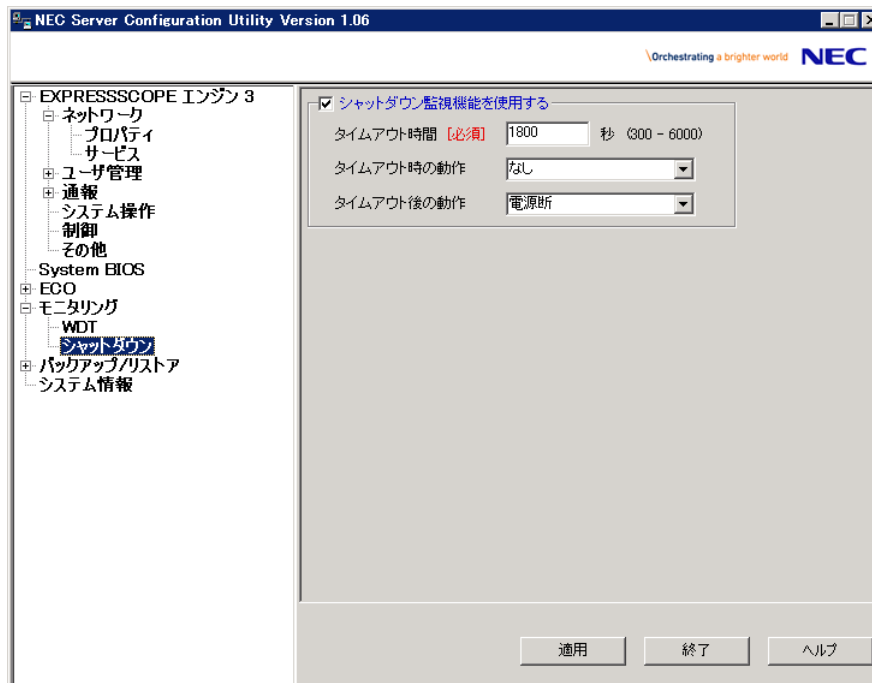 NEC Server Configuration Utility Version 1.06
\Orchestrating a brighter world NEC
EXPRESSSCOPE エンジン 3
ネットワーク
プロパティ
サービス
ユーザ管理
通報
システム操作
制御
その他
System BIOS
ECO
モニタリング
WDT
シャットダウン
バックアップ/リストア
システム情報
シャットダウン監視機能を使用する
タイムアウト時間 [必須] 1800 秒 (300 - 6000)
タイムアウト時の動作 なし
タイムアウト後の動作 電源断
適用 終了 ヘルプ